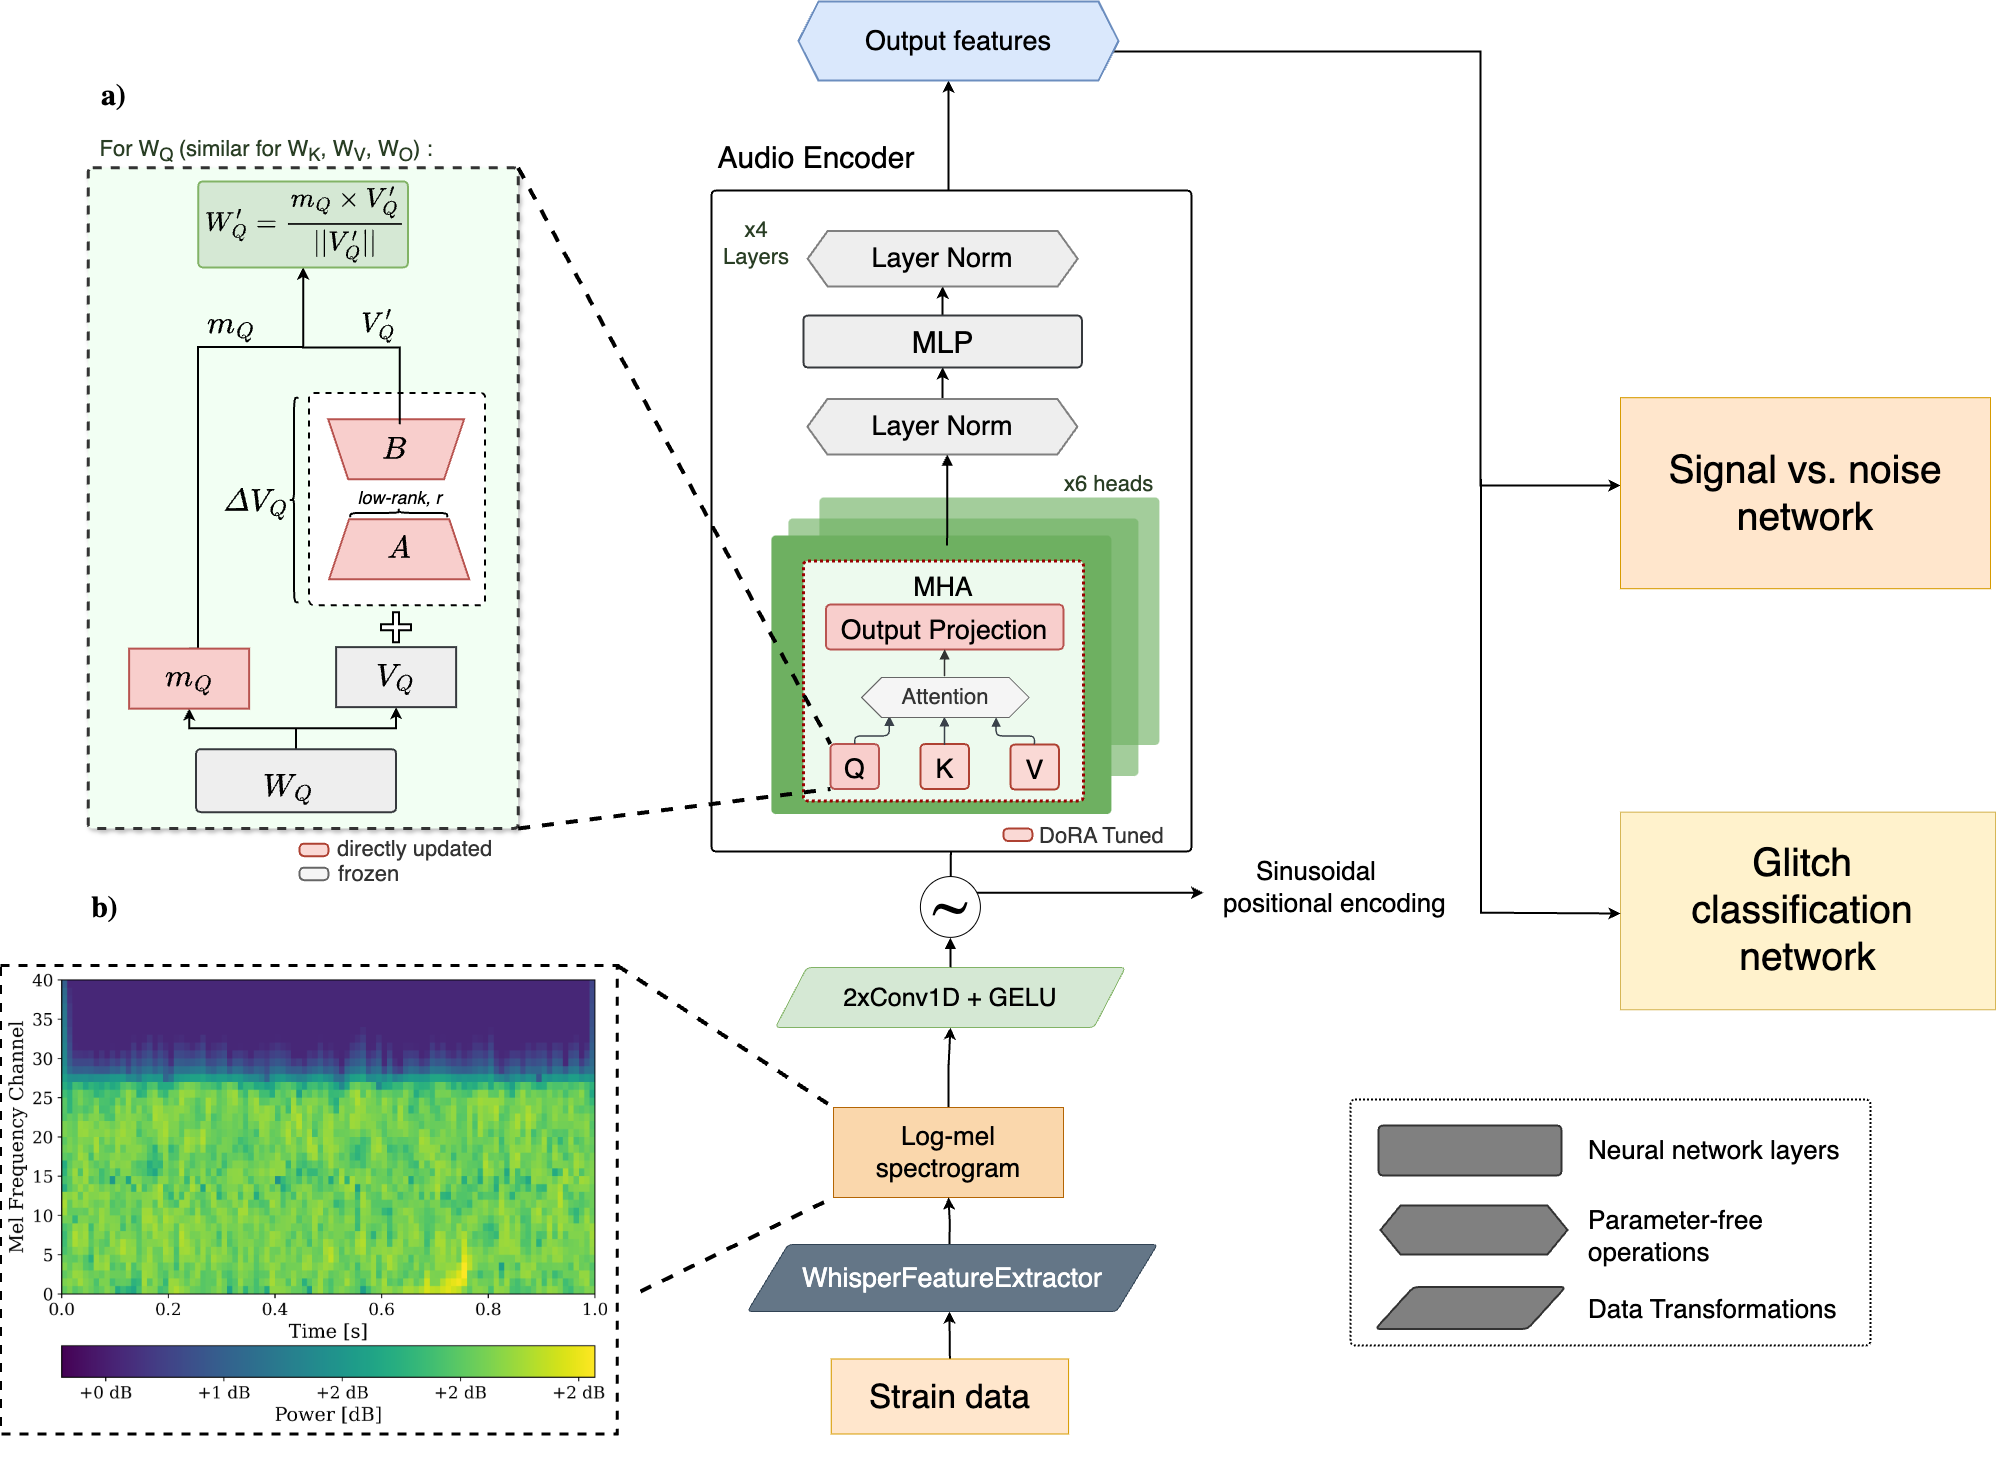 Output features
a)
For W_Q (similar for W_K, W_V, W_O) :
W'_Q = m_Q × V'_Q / ||V'_Q||
m_Q
V'_Q
B
low-rank, r
ΔV_Q
A
m_Q
V_Q
W_Q
directly updated
frozen
Audio Encoder
x4
Layers
Layer Norm
MLP
Layer Norm
x6 heads
MHA
Output Projection
Attention
Q
K
V
DoRA Tuned
~
Sinusoidal
positional encoding
2xConv1D + GELU
Log-mel
spectrogram
WhisperFeatureExtractor
Strain data
b)
Mel Frequency Channel
40
35
30
25
20
15
10
5
0
0.0 0.2 0.4 0.6 0.8 1.0
Time [s]
+0 dB +1 dB +2 dB +2 dB +2 dB
Power [dB]
Signal vs. noise
network
Glitch
classification
network
Neural network layers
Parameter-free
operations
Data Transformations